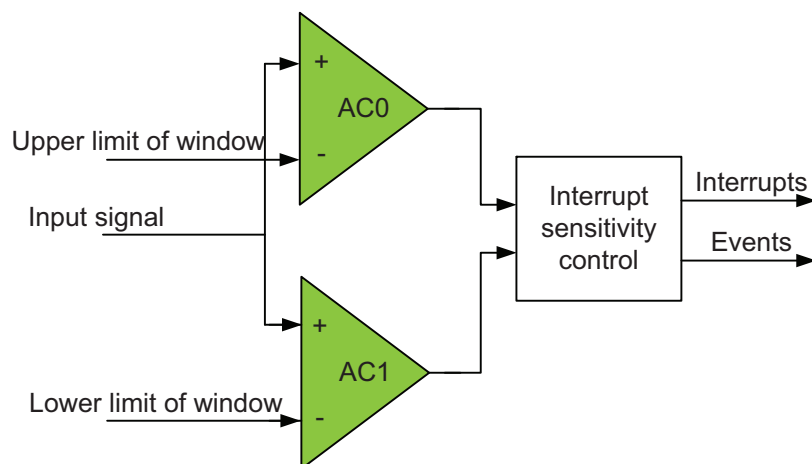 +
AC0
Upper limit of window
-
Input signal
Interrupt
sensitivity
control
Interrupts
Events
+
AC1
Lower limit of window
-